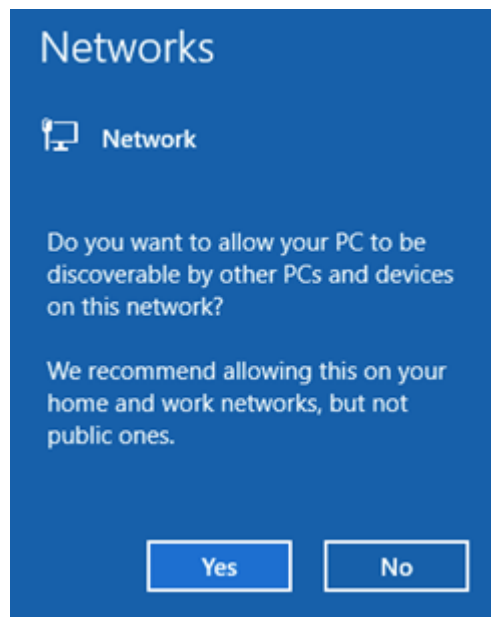 Networks
Network
Do you want to allow your PC to be
discoverable by other PCs and devices
on this network?
We recommend allowing this on your
home and work networks, but not
public ones.
Yes
No